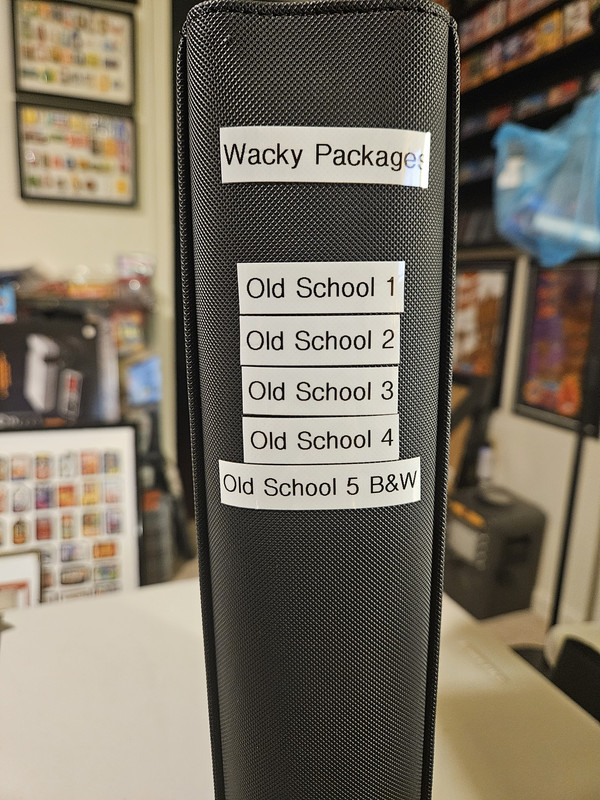 Wacky Packages
Old School 1
Old School 2
Old School 3
Old School 4
Old School 5 B&W